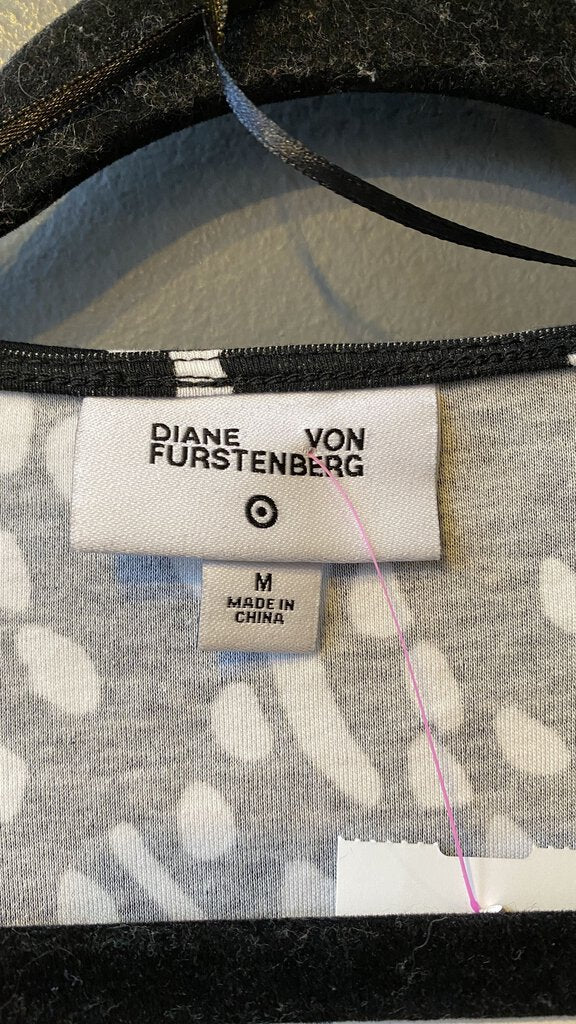 DIANE VON
FURSTENBERG
M
MADE IN
CHINA